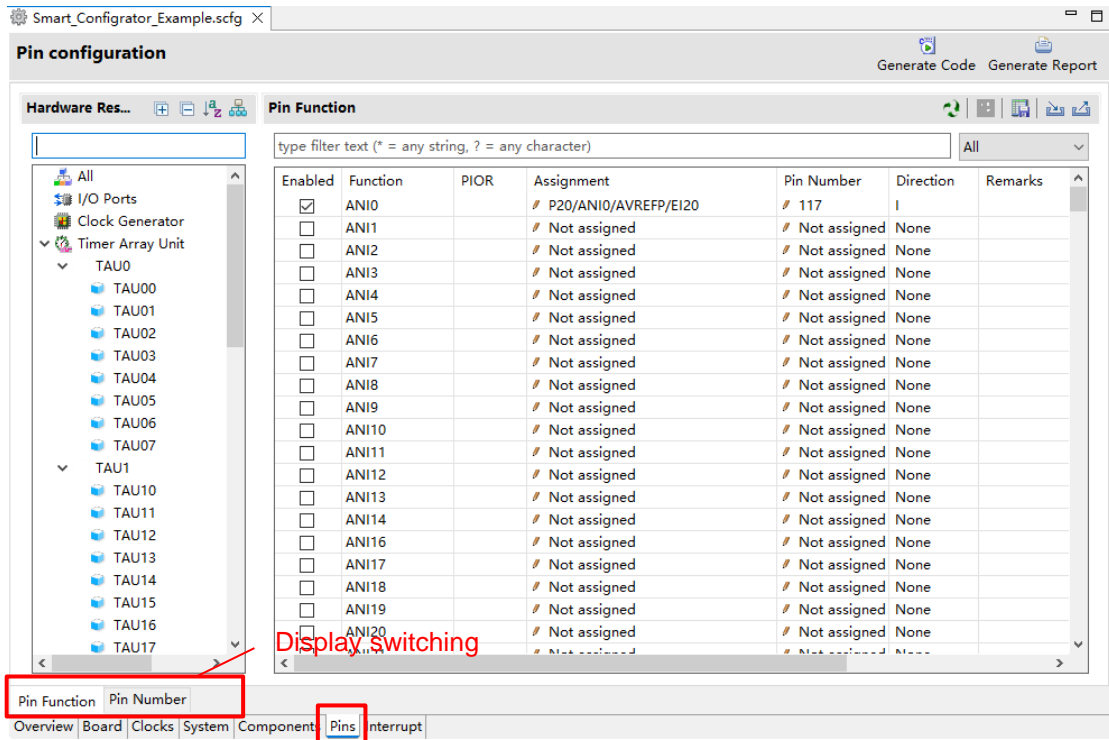 Smart_Configrator_Example.scfg
Pin configuration
Generate Code Generate Report
Hardware Res...
Pin Function
type filter text (* = any string, ? = any character)
All
All
I/O Ports
Clock Generator
Timer Array Unit
TAU0
TAU00
TAU01
TAU02
TAU03
TAU04
TAU05
TAU06
TAU07
TAU1
TAU10
TAU11
TAU12
TAU13
TAU14
TAU15
TAU16
TAU17
Enabled Function PIOR Assignment Pin Number Direction Remarks
ANI0 P20/ANI0/AVREFP/EI20 117 I
ANI1 Not assigned Not assigned None
ANI2 Not assigned Not assigned None
ANI3 Not assigned Not assigned None
ANI4 Not assigned Not assigned None
ANI5 Not assigned Not assigned None
ANI6 Not assigned Not assigned None
ANI7 Not assigned Not assigned None
ANI8 Not assigned Not assigned None
ANI9 Not assigned Not assigned None
ANI10 Not assigned Not assigned None
ANI11 Not assigned Not assigned None
ANI12 Not assigned Not assigned None
ANI13 Not assigned Not assigned None
ANI14 Not assigned Not assigned None
ANI16 Not assigned Not assigned None
ANI17 Not assigned Not assigned None
ANI18 Not assigned Not assigned None
ANI19 Not assigned Not assigned None
ANI20 Not assigned Not assigned None
Display switching
Pin Function Pin Number
Overview Board Clocks System Components Pins Interrupt